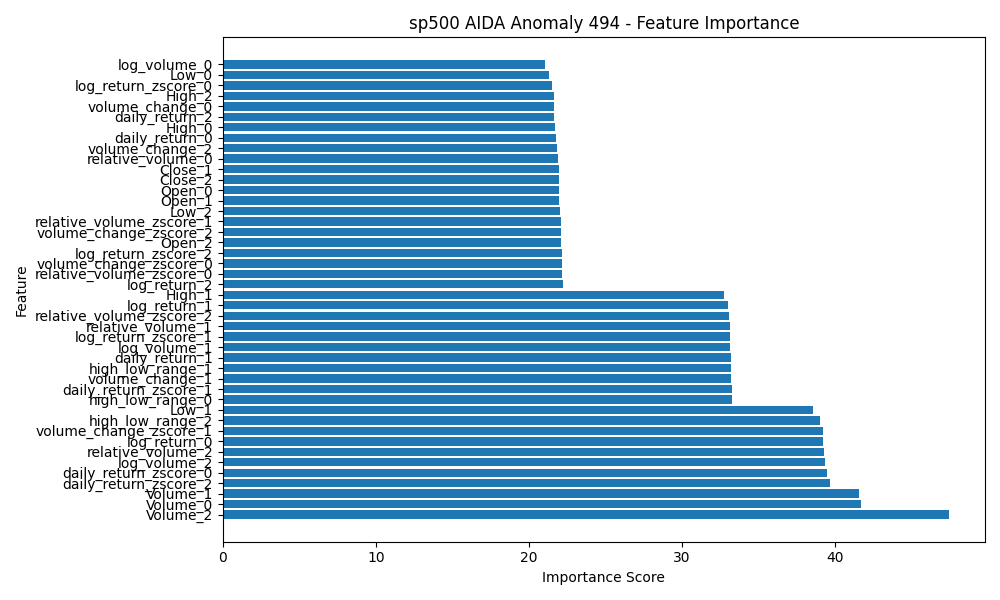 sp500 AIDA Anomaly 494 - Feature Importance
log_volume_0
Low_0
log_return_zscore_0
High_2
volume_change_0
daily_return_2
High_0
daily_return_0
volume_change_2
relative_volume_0
Close_1
Close_2
Open_0
Open_1
Low_2
relative_volume_zscore_1
volume_change_zscore_2
Open_2
log_return_zscore_2
volume_change_zscore_0
relative_volume_zscore_0
log_return_2
High_1
log_return_1
relative_volume_zscore_2
relative_volume_1
log_return_zscore_1
log_volume_1
daily_return_1
high_low_range_1
volume_change_1
daily_return_zscore_1
high_low_range_0
Low_1
high_low_range_2
volume_change_zscore_1
log_return_0
relative_volume_2
log_volume_2
daily_return_zscore_0
daily_return_zscore_2
Volume_1
Volume_0
Volume_2
Feature
0 10 20 30 40
Importance Score